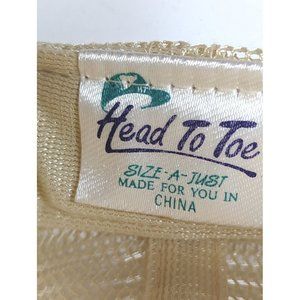 Head To Toe
SIZE-A-JUST
MADE FOR YOU IN
CHINA